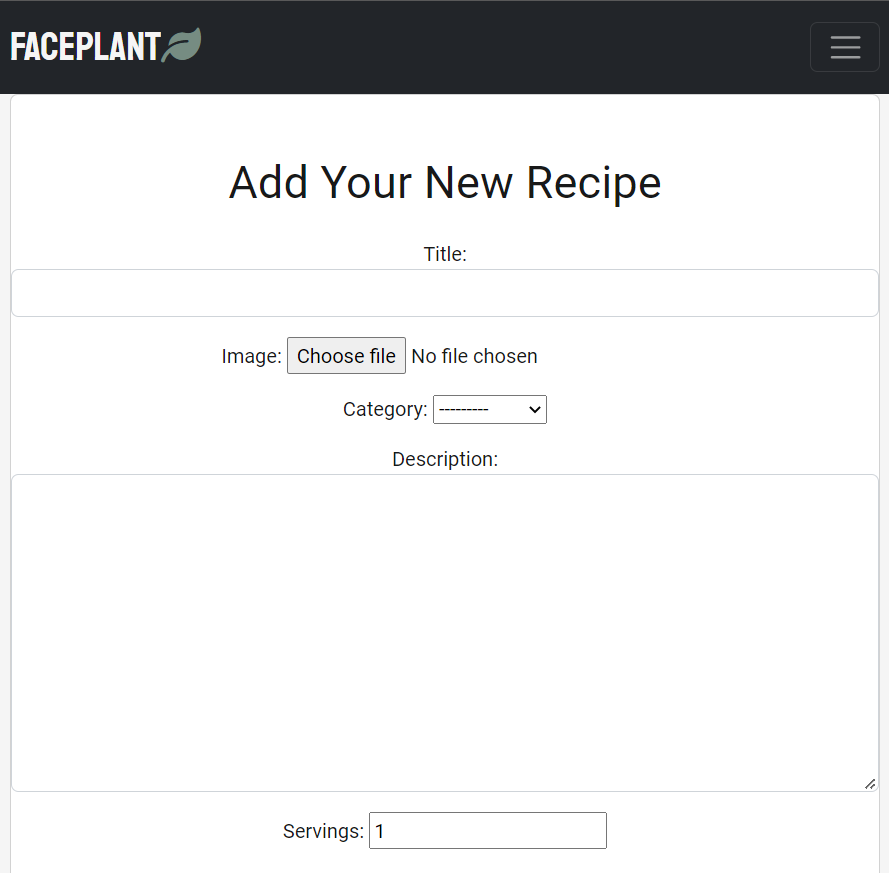 FACEPLANT
Add Your New Recipe
Title:
Image: Choose file No file chosen
Category: ---------
Description:
Servings: 1